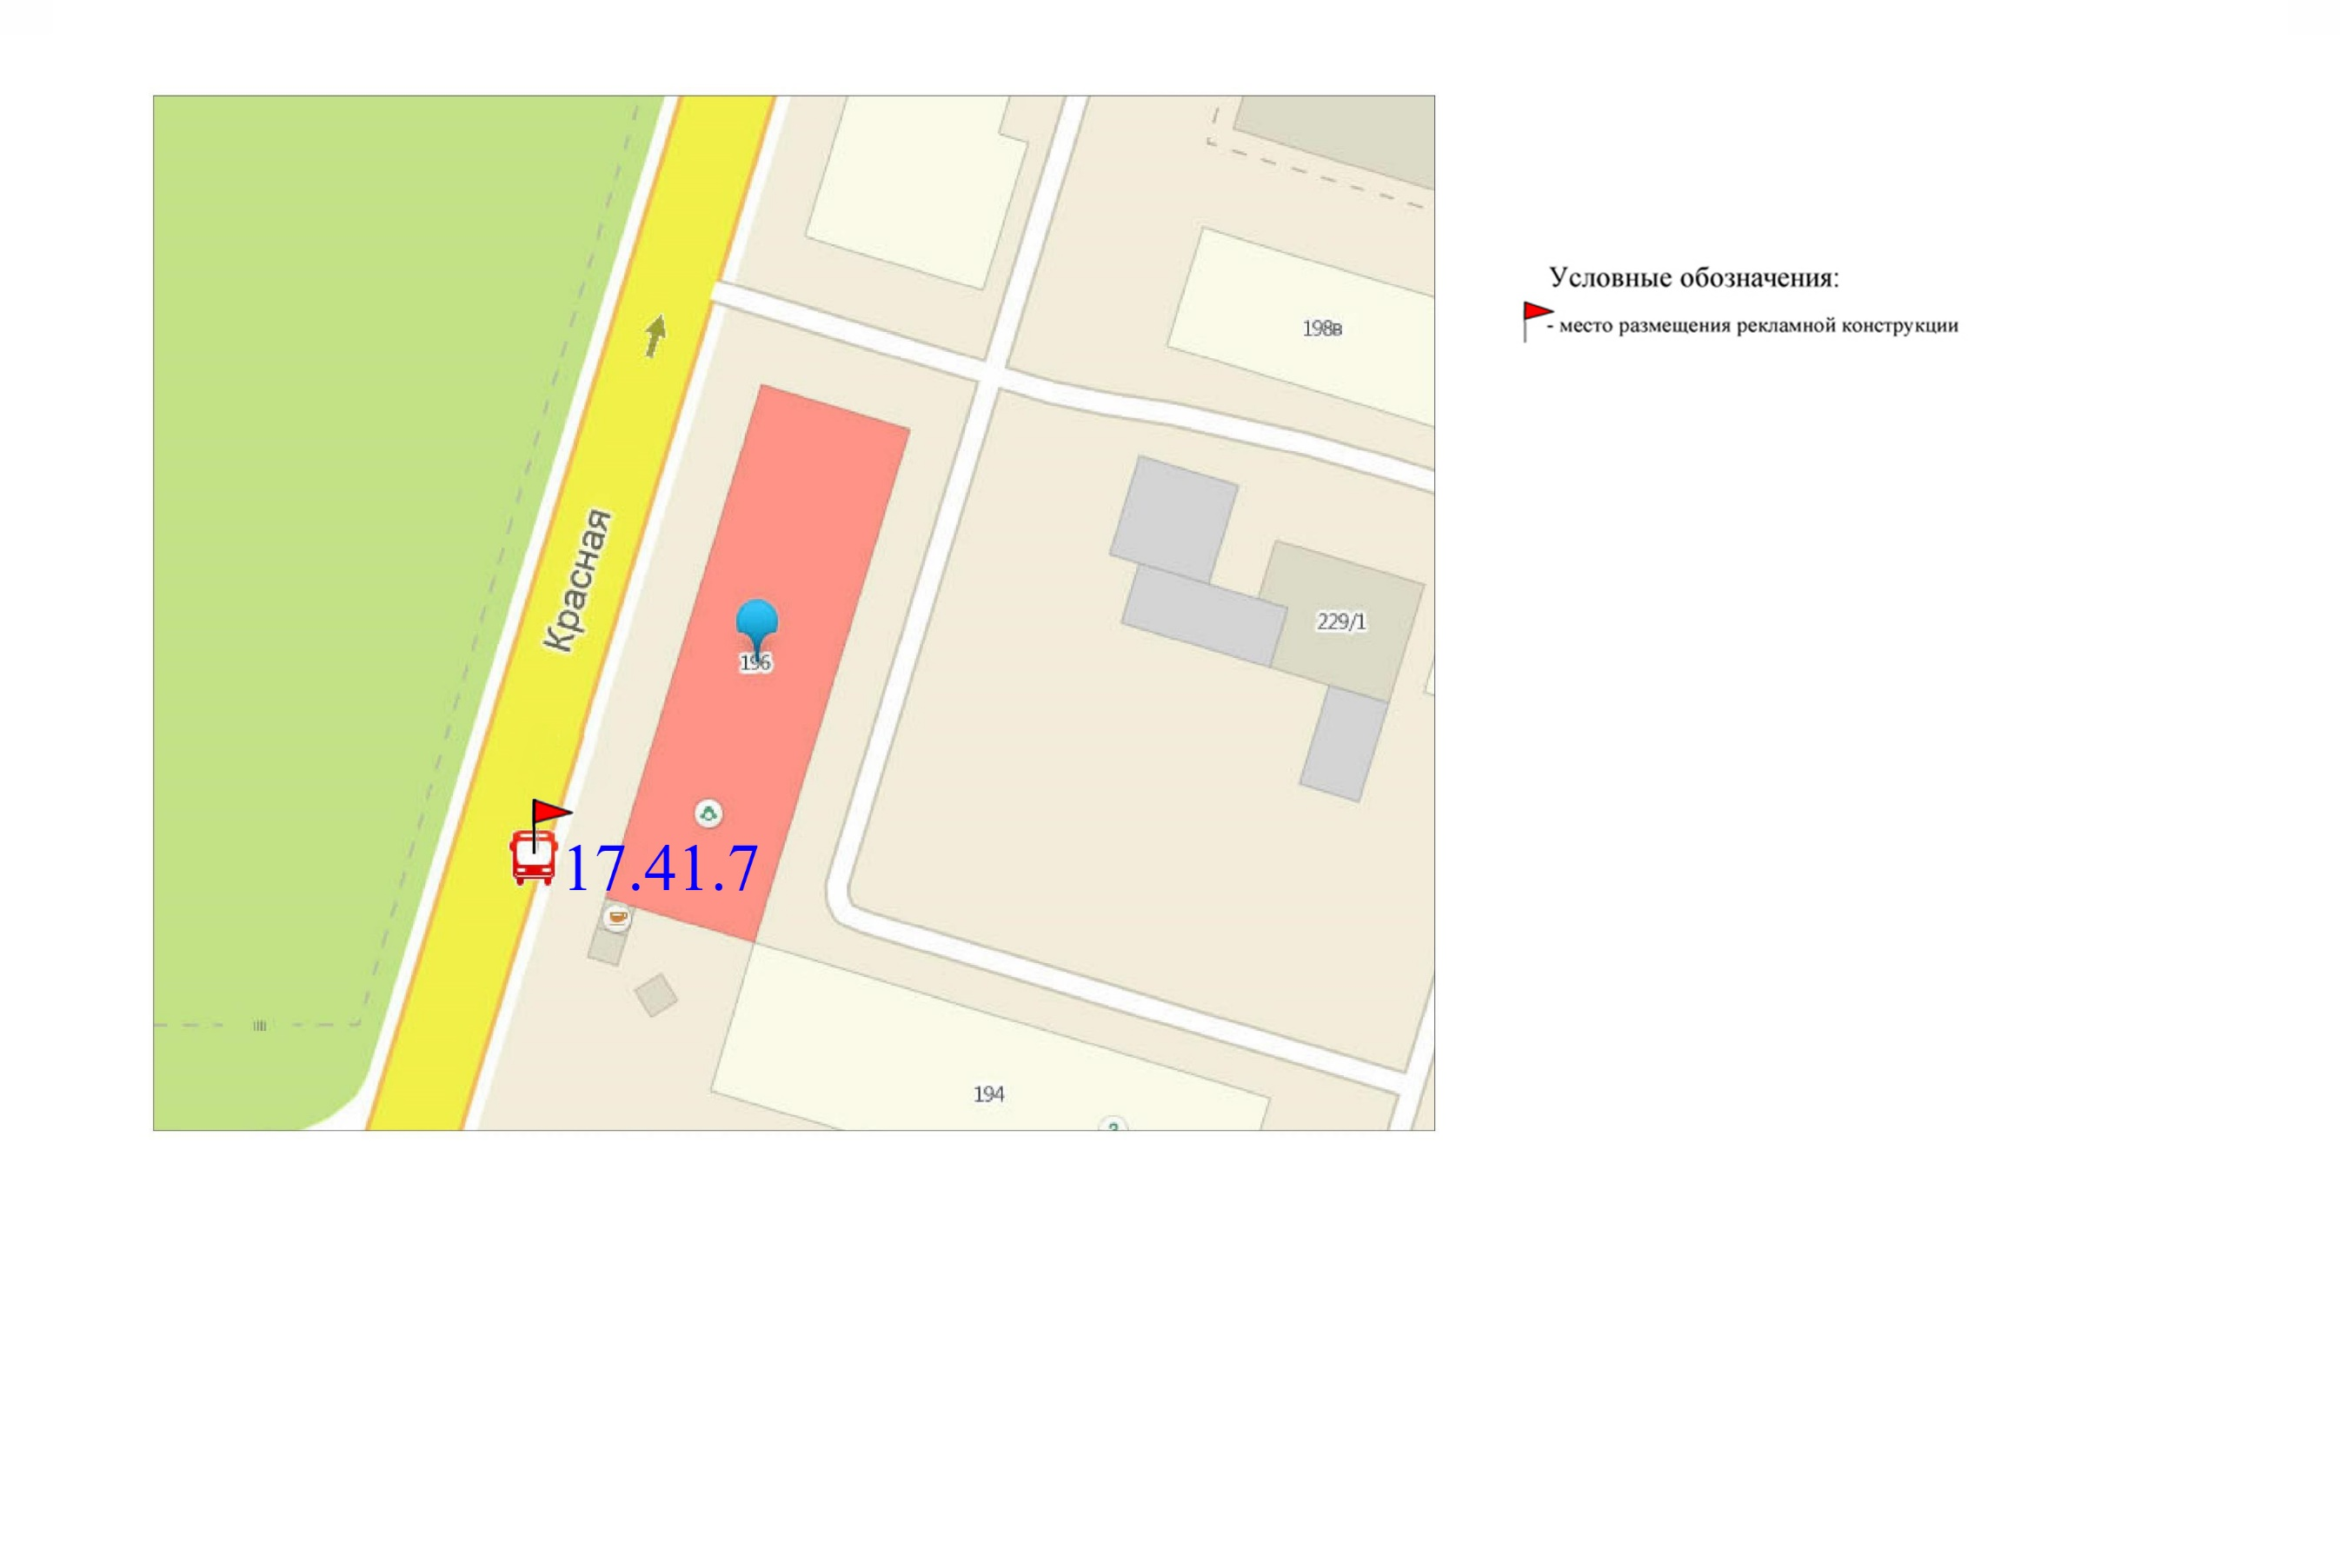 Условные обозначения:
- место размещения рекламной конструкции
198в
Красная
229/1
196
17.41.7
194